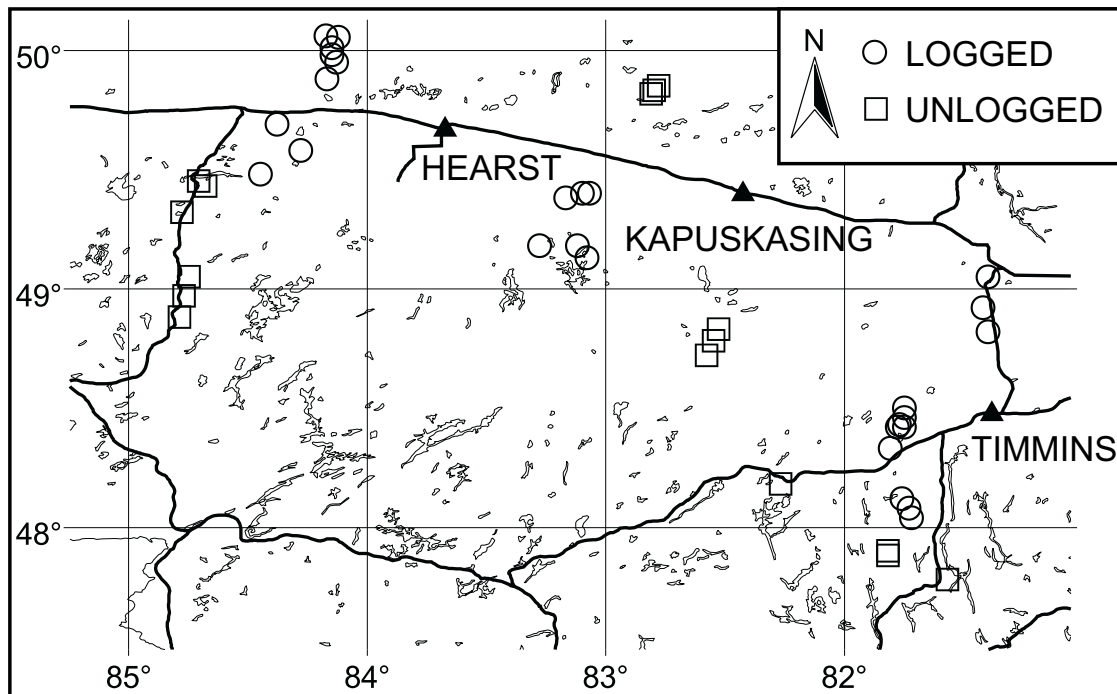 50°
N
LOGGED
UNLOGGED
HEARST
KAPUSKASING
49°
TIMMINS
48°
85° 84° 83° 82°